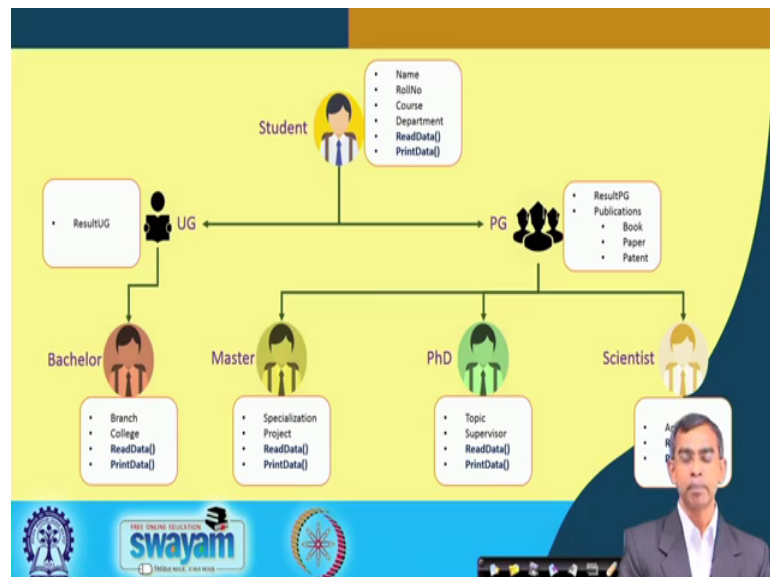 Name
RollNo
Course
Department
ReadData()
PrintData()
Student
ResultUG
UG
PG
ResultPG
Publications
Book
Paper
Patent
Bachelor
Master
PhD
Scientist
Branch
College
ReadData()
PrintData()
Specialization
Project
ReadData()
PrintData()
Topic
Supervisor
ReadData()
PrintData()
FREE ONLINE EDUCATION
swayam